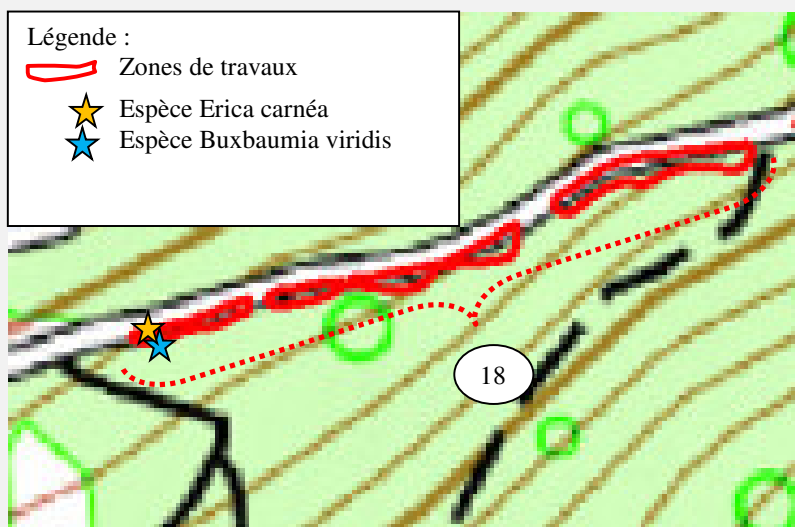 Légende :
Zones de travaux
Espèce Erica carnéa
Espèce Buxbaumia viridis
18